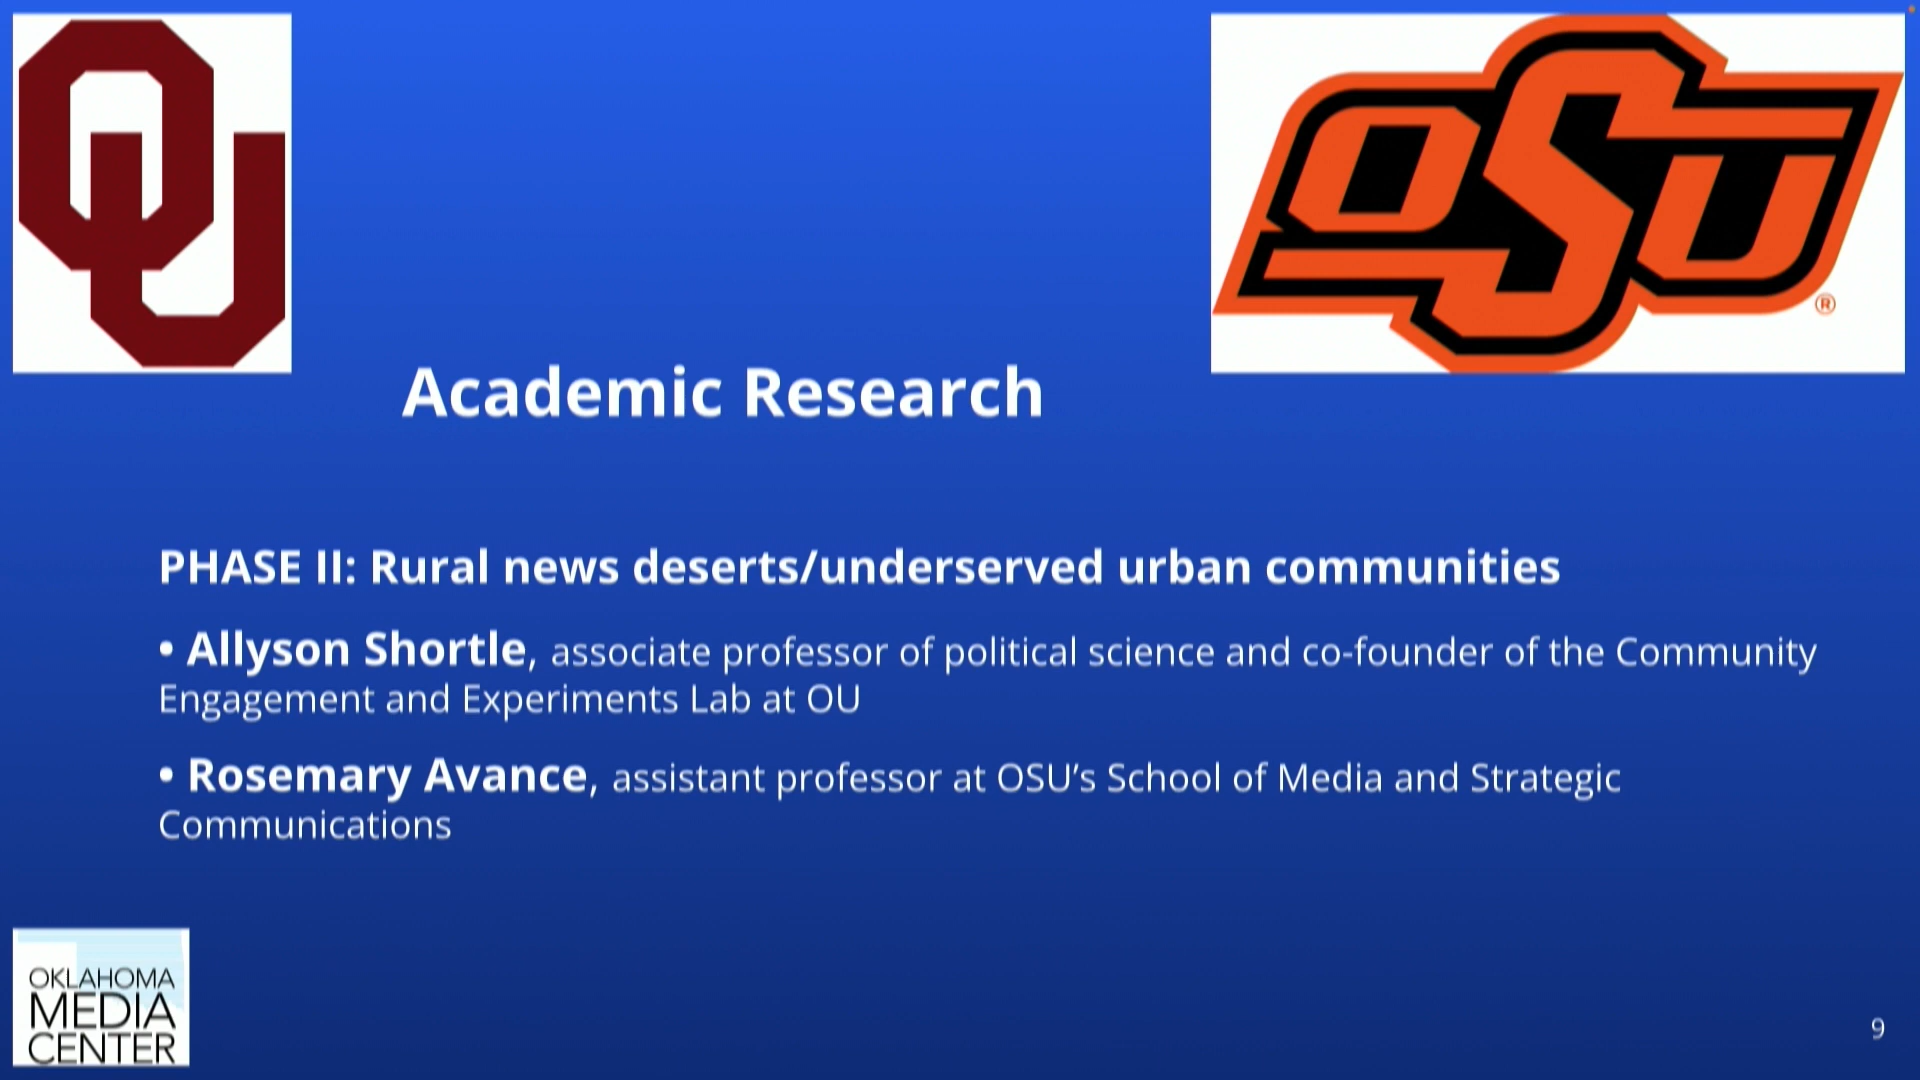 OU
OSU
®
Academic Research
PHASE II: Rural news deserts/underserved urban communities
• Allyson Shortle, associate professor of political science and co-founder of the Community
Engagement and Experiments Lab at OU
• Rosemary Avance, assistant professor at OSU’s School of Media and Strategic
Communications
OKLAHOMA
MEDIA
CENTER
9